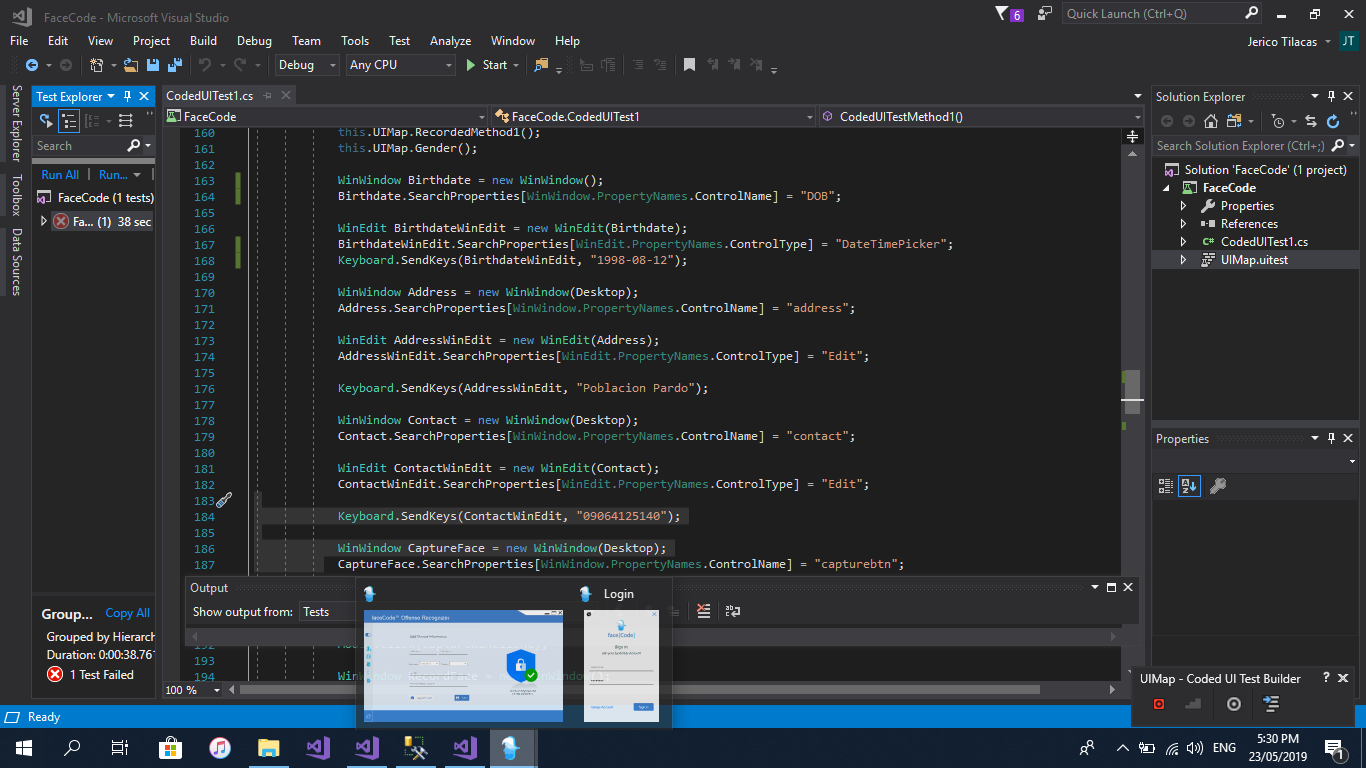 FaceCode - Microsoft Visual Studio
6
Quick Launch (Ctrl+Q)
File Edit View Project Build Debug Team Tools Test Analyze Window Help
Jerico Tilacas JT
Debug Any CPU Start
Server Explorer
Toolbox
Data Sources
Test Explorer
Search
Run All Run...
FaceCode (1 tests)
Fa... (1) 38 sec
Group... Copy All
Grouped by Hierarch
Duration: 0:00:38.761
1 Test Failed
CodedUITest1.cs
FaceCode FaceCode.CodedUITest1 CodedUITestMethod1()
160 this.UIMap.RecordedMethod1();
161 this.UIMap.Gender();
162
163 WinWindow Birthdate = new WinWindow();
164 Birthdate.SearchProperties[WinWindow.PropertyNames.ControlName] = "DOB";
165
166 WinEdit BirthdateWinEdit = new WinEdit(Birthdate);
167 BirthdateWinEdit.SearchProperties[WinEdit.PropertyNames.ControlType] = "DateTimePicker";
168 Keyboard.SendKeys(BirthdateWinEdit, "1998-08-12");
169
170 WinWindow Address = new WinWindow(Desktop);
171 Address.SearchProperties[WinWindow.PropertyNames.ControlName] = "address";
172
173 WinEdit AddressWinEdit = new WinEdit(Address);
174 AddressWinEdit.SearchProperties[WinEdit.PropertyNames.ControlType] = "Edit";
175
176 Keyboard.SendKeys(AddressWinEdit, "Poblacion Pardo");
177
178 WinWindow Contact = new WinWindow(Desktop);
179 Contact.SearchProperties[WinWindow.PropertyNames.ControlName] = "contact";
180
181 WinEdit ContactWinEdit = new WinEdit(Contact);
182 ContactWinEdit.SearchProperties[WinEdit.PropertyNames.ControlType] = "Edit";
183
184 Keyboard.SendKeys(ContactWinEdit, "09064125140");
185
186 WinWindow CaptureFace = new WinWindow(Desktop);
187 CaptureFace.SearchProperties[WinWindow.PropertyNames.ControlName] = "capturebtn";
Output
Show output from: Tests
193
194
100 %
Login
faceCode™ Offense Recognizer
face|Code|
Sign in
Sign in
Solution Explorer
Search Solution Explorer (Ctrl+;)
Solution 'FaceCode' (1 project)
FaceCode
Properties
References
CodedUITest1.cs
UIMap.uitest
Properties
UIMap - Coded UI Test Builder ?
Ready
ENG
5:30 PM
23/05/2019
1